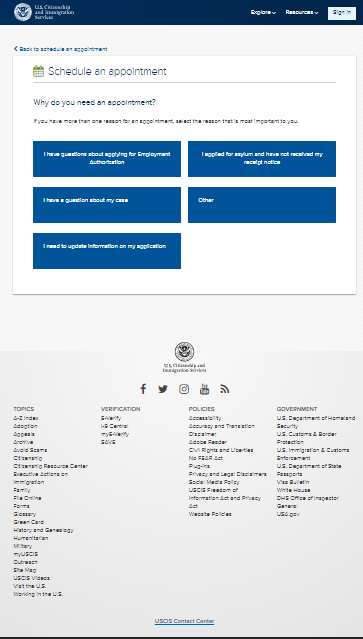 U.S. Citizenship
and Immigration
Services
Explore
Resources
Sign In
Back to schedule an appointment
Schedule an appointment
Why do you need an appointment?
If you have more than one reason for an appointment, select the reason that is most important to you.
I have questions about applying for Employment
Authorization
I applied for asylum and have not received my
receipt notice
I have a question about my case
Other
I need to update information on my application
U.S. Citizenship and
Immigration Services
TOPICS
A-Z Index
Adoption
Appeals
Archive
Avoid Scams
Citizenship
Citizenship Resource Center
Executive Actions on
Immigration
Family
File Online
Forms
Glossary
Green Card
History and Genealogy
Humanitarian
Military
myUSCIS
Outreach
Site Map
USCIS Videos
Visit the U.S.
Working in the U.S.
VERIFICATION
E-Verify
I-9 Central
myE-Verify
SAVE
POLICIES
Accessibility
Accuracy and Translation
Disclaimer
Adobe Reader
Civil Rights and Liberties
No FEAR Act
Plug-ins
Privacy and Legal Disclaimers
Social Media Policy
USCIS Freedom of
Information Act and Privacy
Act
Website Policies
GOVERNMENT
U.S. Department of Homeland
Security
U.S. Customs & Border
Protection
U.S. Immigration & Customs
Enforcement
U.S. Department of State
Passports
Visa Bulletin
White House
DHS Office of Inspector
General
USA.gov
USCIS Contact Center